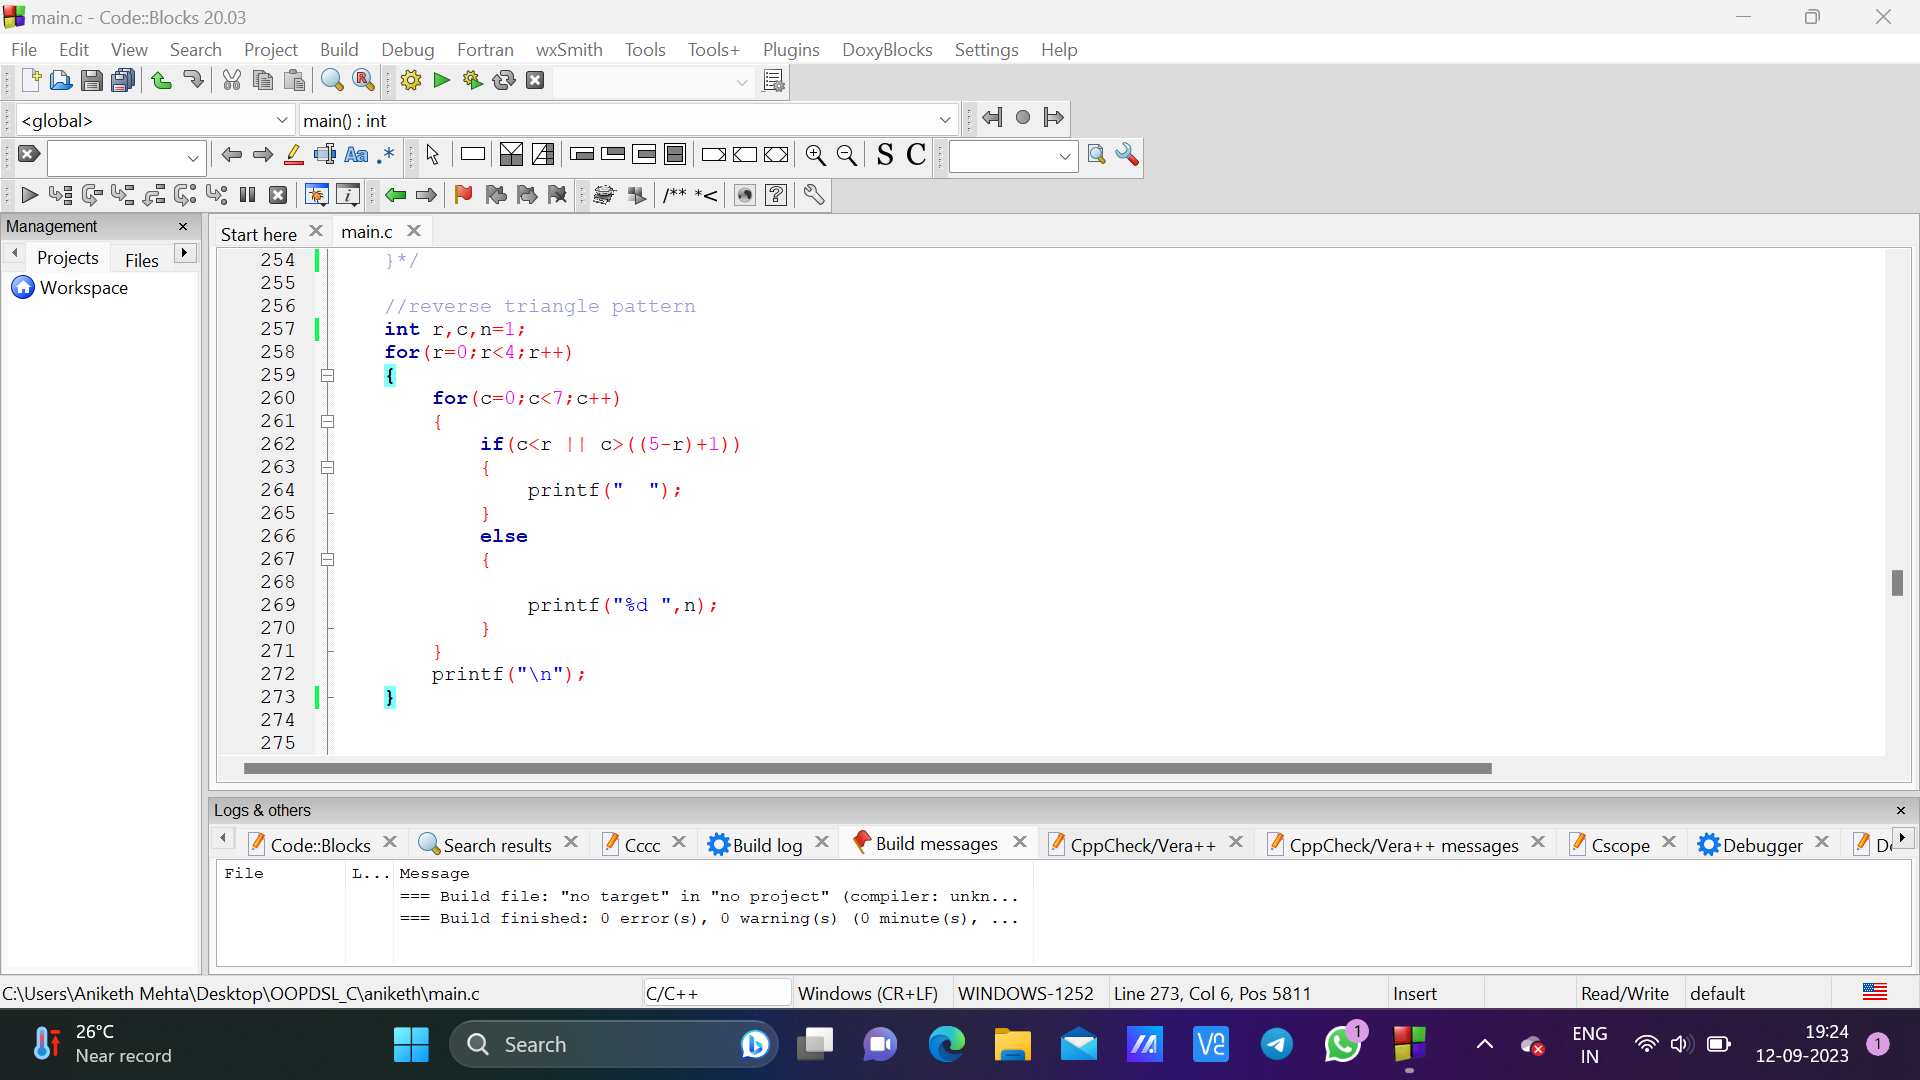 main.c - Code::Blocks 20.03
File Edit View Search Project Build Debug Fortran wxSmith Tools Tools+ Plugins DoxyBlocks Settings Help
<global> main() : int
Aa .* S C
/** *<
Management
Start here main.c
Projects Files
Workspace
254 }*/
255
256 //reverse triangle pattern
257 int r,c,n=1;
258 for(r=0;r<4;r++)
259 {
260 for(c=0;c<7;c++)
261 {
262 if(c<r || c>((5-r)+1))
263 {
264 printf("  ");
265 }
266 else
267 {
268
269 printf("%d ",n);
270 }
271 }
272 printf("\n");
273 }
274
275
Logs & others
Code::Blocks Search results Cccc Build log Build messages CppCheck/Vera++ CppCheck/Vera++ messages Cscope Debugger
File L... Message
=== Build file: "no target" in "no project" (compiler: unkn...
=== Build finished: 0 error(s), 0 warning(s) (0 minute(s), ...
C:\Users\Aniketh Mehta\Desktop\OOPDSL_C\aniketh\main.c C/C++ Windows (CR+LF) WINDOWS-1252 Line 273, Col 6, Pos 5811 Insert Read/Write default
26°C
Near record
Search
1
ENG
IN
19:24
12-09-2023
1